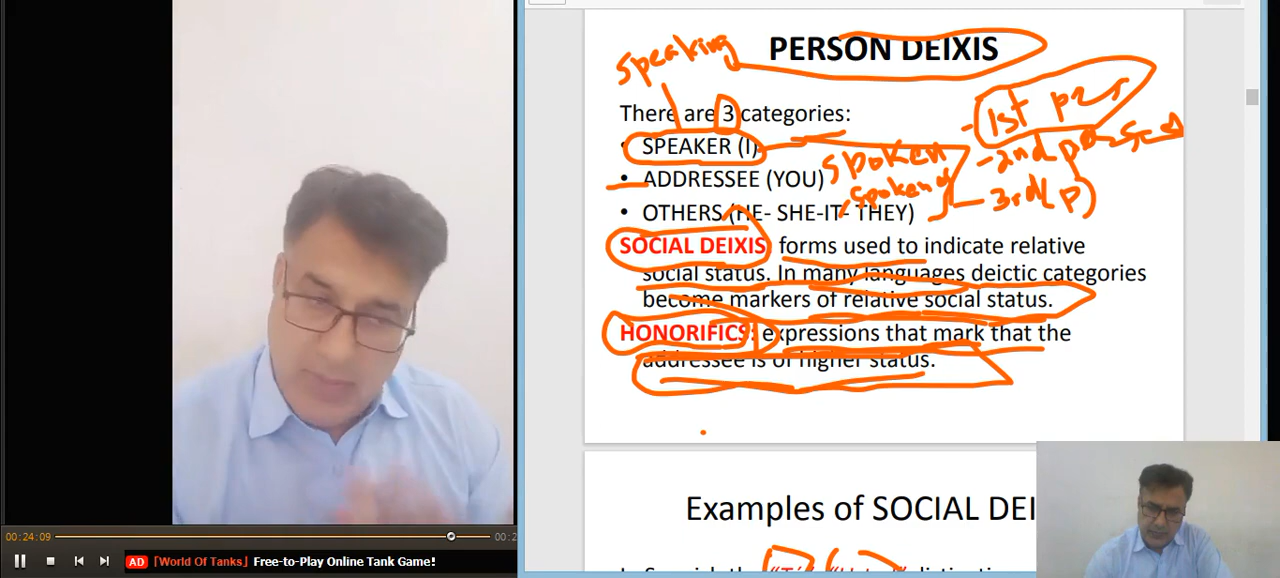 PERSON DEIXIS
speaking
There are 3 categories:
-1st per
• SPEAKER (I)
-2nd p
spoken
• ADDRESSEE (YOU)
spoken of
-3rd(p)
• OTHERS (HE- SHE-IT- THEY)
SOCIAL DEIXIS forms used to indicate relative
social status. In many languages deictic categories
become markers of relative social status.
HONORIFICS: expressions that mark that the
addressee is of higher status.
Examples of SOCIAL DEI
00:24:09
00:2
AD「World Of Tanks」 Free-to-Play Online Tank Game!